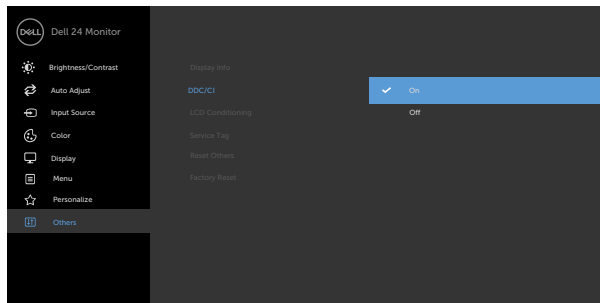 DELL Dell 24 Monitor
Brightness/Contrast
Auto Adjust
Input Source
Color
Display
Menu
Personalize
Others
Display Info
DDC/CI
LCD Conditioning
Service Tag
Reset Others
Factory Reset
On
Off